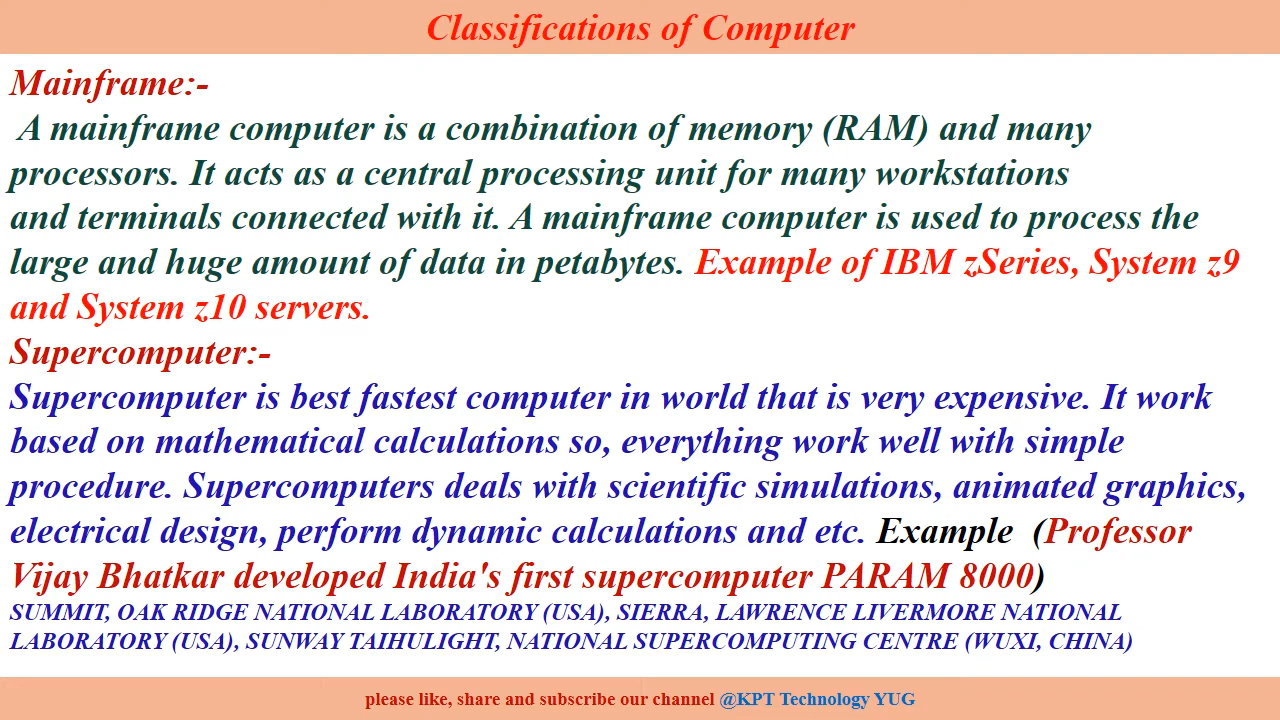 Classifications of Computer
Mainframe:-
A mainframe computer is a combination of memory (RAM) and many
processors. It acts as a central processing unit for many workstations
and terminals connected with it. A mainframe computer is used to process the
large and huge amount of data in petabytes. Example of IBM zSeries, System z9
and System z10 servers.
Supercomputer:-
Supercomputer is best fastest computer in world that is very expensive. It work
based on mathematical calculations so, everything work well with simple
procedure. Supercomputers deals with scientific simulations, animated graphics,
electrical design, perform dynamic calculations and etc. Example (Professor
Vijay Bhatkar developed India's first supercomputer PARAM 8000)
SUMMIT, OAK RIDGE NATIONAL LABORATORY (USA), SIERRA, LAWRENCE LIVERMORE NATIONAL
LABORATORY (USA), SUNWAY TAIHULIGHT, NATIONAL SUPERCOMPUTING CENTRE (WUXI, CHINA)
please like, share and subscribe our channel @KPT Technology YUG